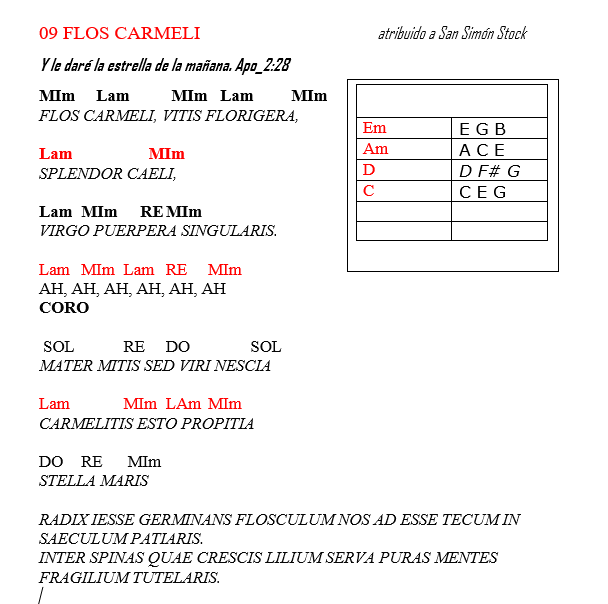 09 FLOS CARMELI
atribuido a San Simón Stock
Y le daré la estrella de la mañana. Apo_2:28
MIm Lam MIm Lam MIm
FLOS CARMELI, VITIS FLORIGERA,
Lam MIm
SPLENDOR CAELI,
Lam MIm RE MIm
VIRGO PUERPERA SINGULARIS.
Lam MIm Lam RE MIm
AH, AH, AH, AH, AH, AH
CORO
SOL RE DO SOL
MATER MITIS SED VIRI NESCIA
Lam MIm LAm MIm
CARMELITIS ESTO PROPITIA
DO RE MIm
STELLA MARIS
RADIX IESSE GERMINANS FLOSCULUM NOS AD ESSE TECUM IN
SAECULUM PATIARIS.
INTER SPINAS QUAE CRESCIS LILIUM SERVA PURAS MENTES
FRAGILIUM TUTELARIS.
/
Em E G B
Am A C E
D D F# G
C C E G